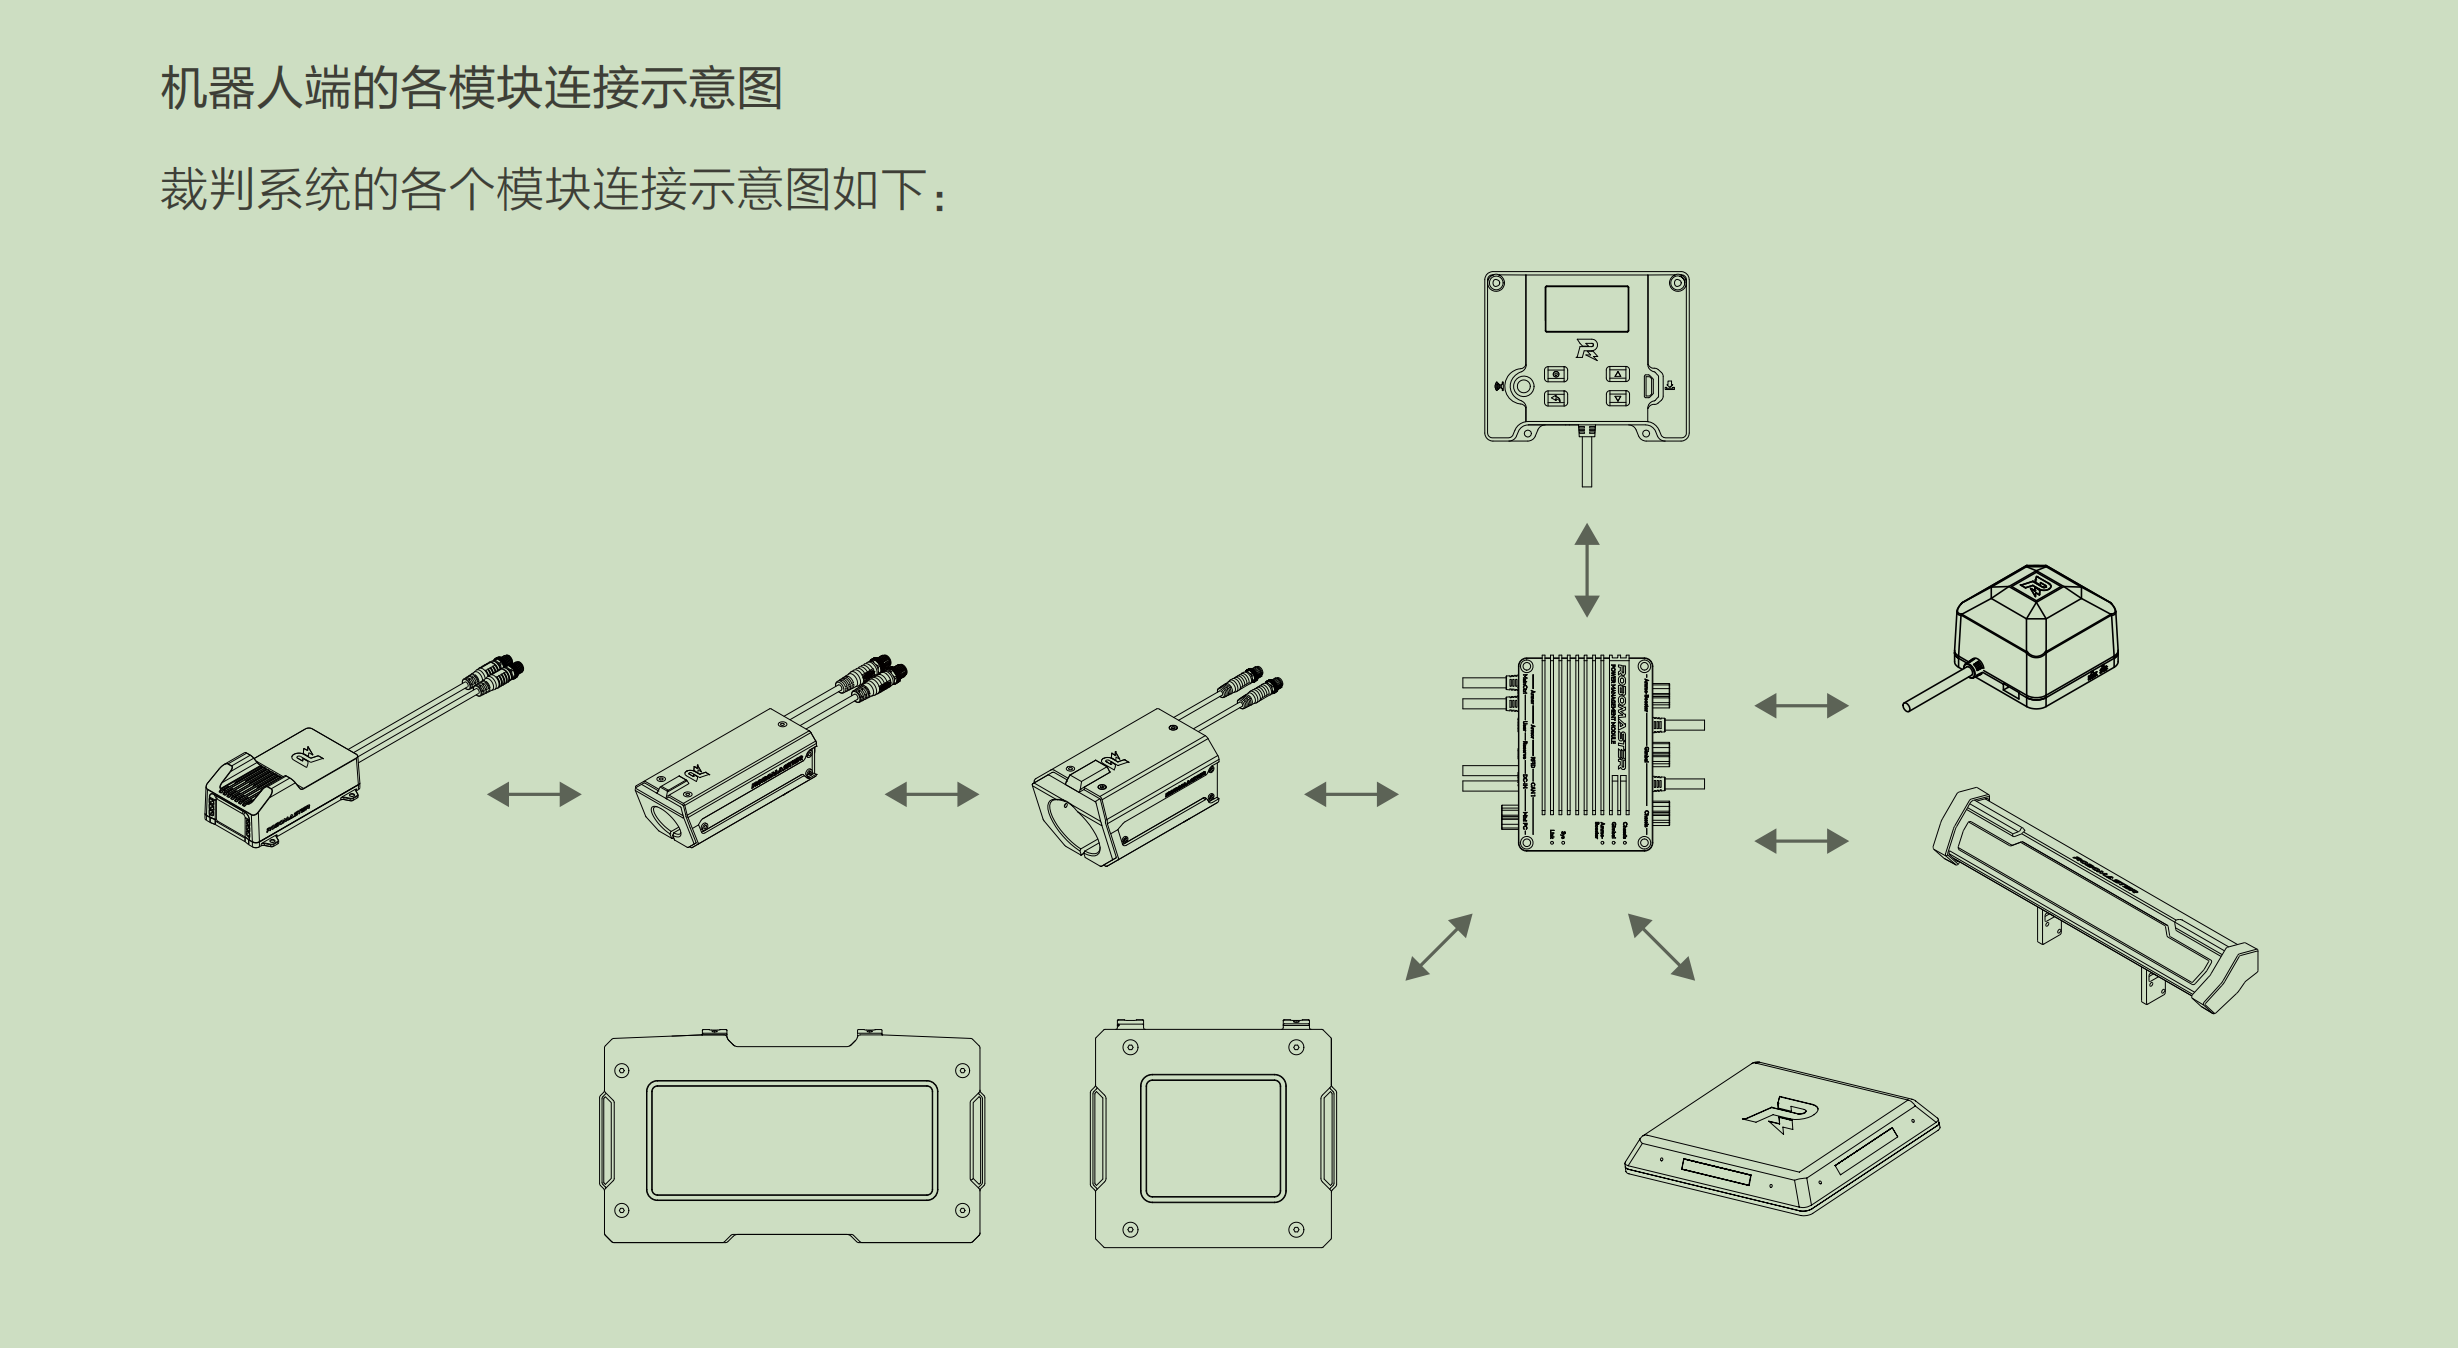 机器人端的各模块连接示意图
裁判系统的各个模块连接示意图如下：
ROBOMASTER
POWER MANAGEMENT MODULE